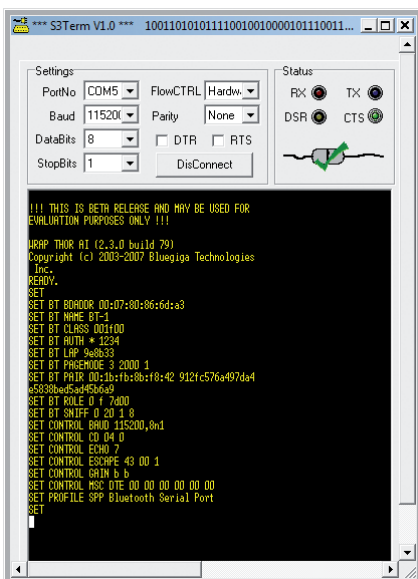 *** S3Term V1.0 *** 1001101010111100100100001011100 11...
Settings
PortNo COM5 FlowCTRL Hardw
Baud 11520 Parity None
DataBits 8 DTR RTS
StopBits 1 DisConnect
Status
RX TX
DSR CTS
!!! THIS IS BETA RELEASE AND MAY BE USED FOR
EVALUATION PURPOSES ONLY !!!
WRAP THOR AI (2.3.0 build 79)
Copyright (c) 2003-2007 Bluegiga Technologies
Inc.
READY.
SET
SET BT BDADDR 00:07:80:86:6d:a3
SET BT NAME BT-1
SET BT CLASS 001f00
SET BT AUTH * 1234
SET BT LAP 9e8b33
SET BT PAGEMODE 3 2000 1
SET BT PAIR 00:1b:fb:8b:f8:42 912fc576a497da4
e5838bed5ad45b6a9
SET BT ROLE 0 f 7d00
SET BT SNIFF 0 20 1 8
SET CONTROL BAUD 115200,8n1
SET CONTROL CD 04 0
SET CONTROL ECHO 7
SET CONTROL ESCAPE 43 00 1
SET CONTROL GAIN b b
SET CONTROL MSC DTE 00 00 00 00 00 00
SET PROFILE SPP Bluetooth Serial Port
SET